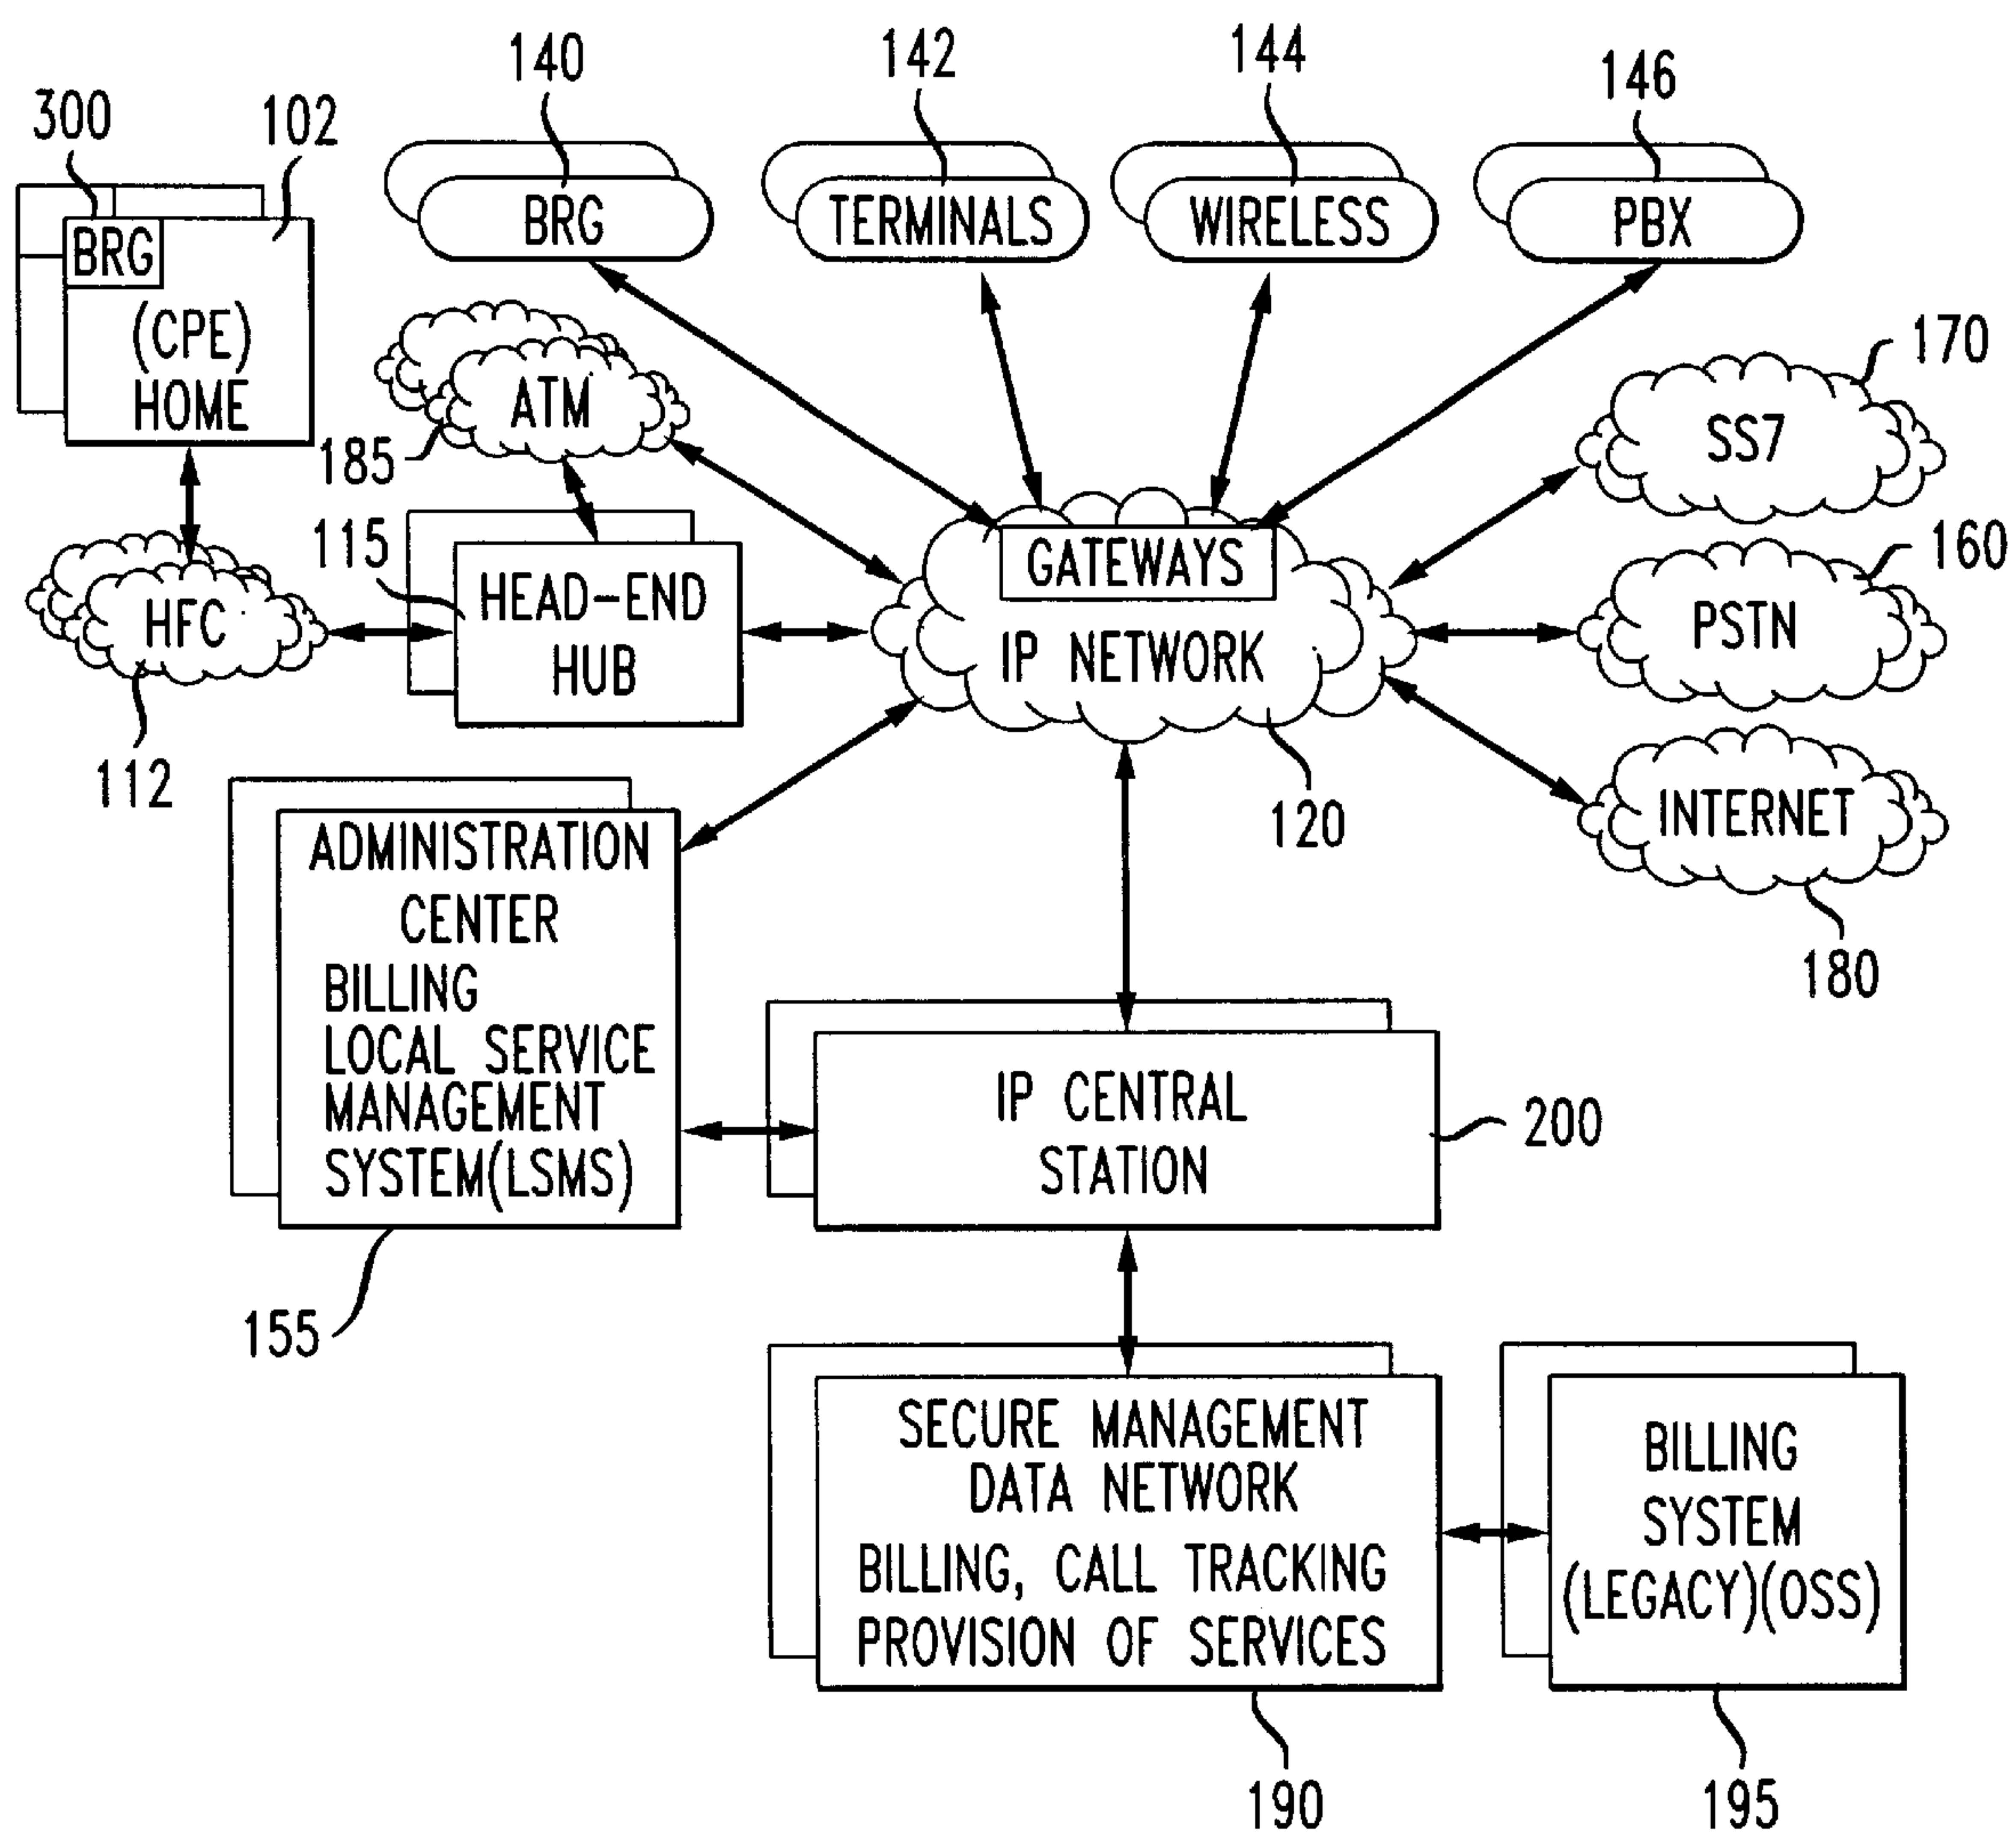 140
142
144
146
300
102
BRG
TERMINALS
WIRELESS
PBX
BRG
(CPE)
HOME
170
ATM
SS7
185
115
160
GATEWAYS
HEAD-END
HUB
HFC
IP NETWORK
PSTN
112
120
INTERNET
180
ADMINISTRATION
CENTER
BILLING
LOCAL SERVICE
MANAGEMENT
SYSTEM(LSMS)
IP CENTRAL
STATION
200
155
SECURE MANAGEMENT
DATA NETWORK
BILLING, CALL TRACKING
PROVISION OF SERVICES
BILLING
SYSTEM
(LEGACY)(OSS)
190
195